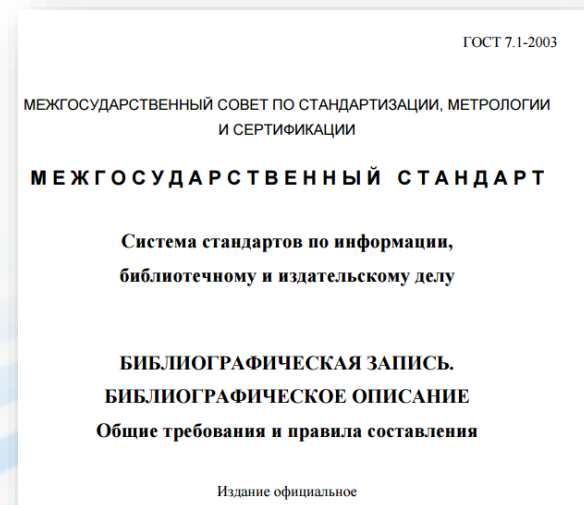 ГОСТ 7.1-2003
МЕЖГОСУДАРСТВЕННЫЙ СОВЕТ ПО СТАНДАРТИЗАЦИИ, МЕТРОЛОГИИ
И СЕРТИФИКАЦИИ
МЕЖГОСУДАРСТВЕННЫЙ СТАНДАРТ
Система стандартов по информации,
библиотечному и издательскому делу
БИБЛИОГРАФИЧЕСКАЯ ЗАПИСЬ.
БИБЛИОГРАФИЧЕСКОЕ ОПИСАНИЕ
Общие требования и правила составления
Издание официальное